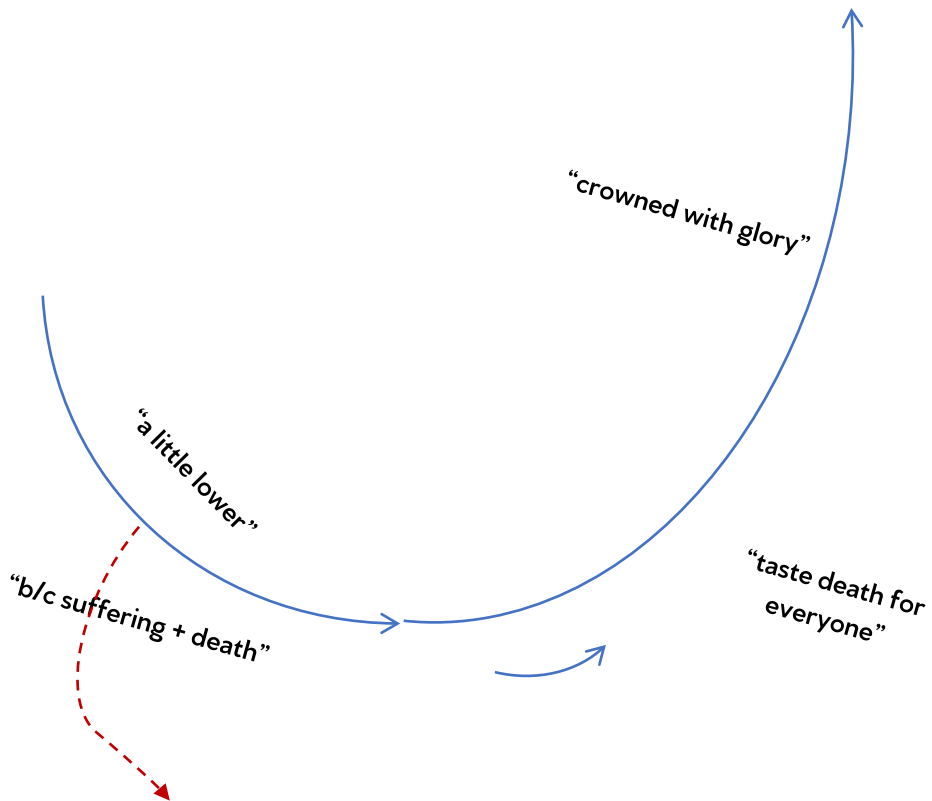 “crowned with glory”
“a little lower”
“b/c suffering + death”
“taste death for
everyone”